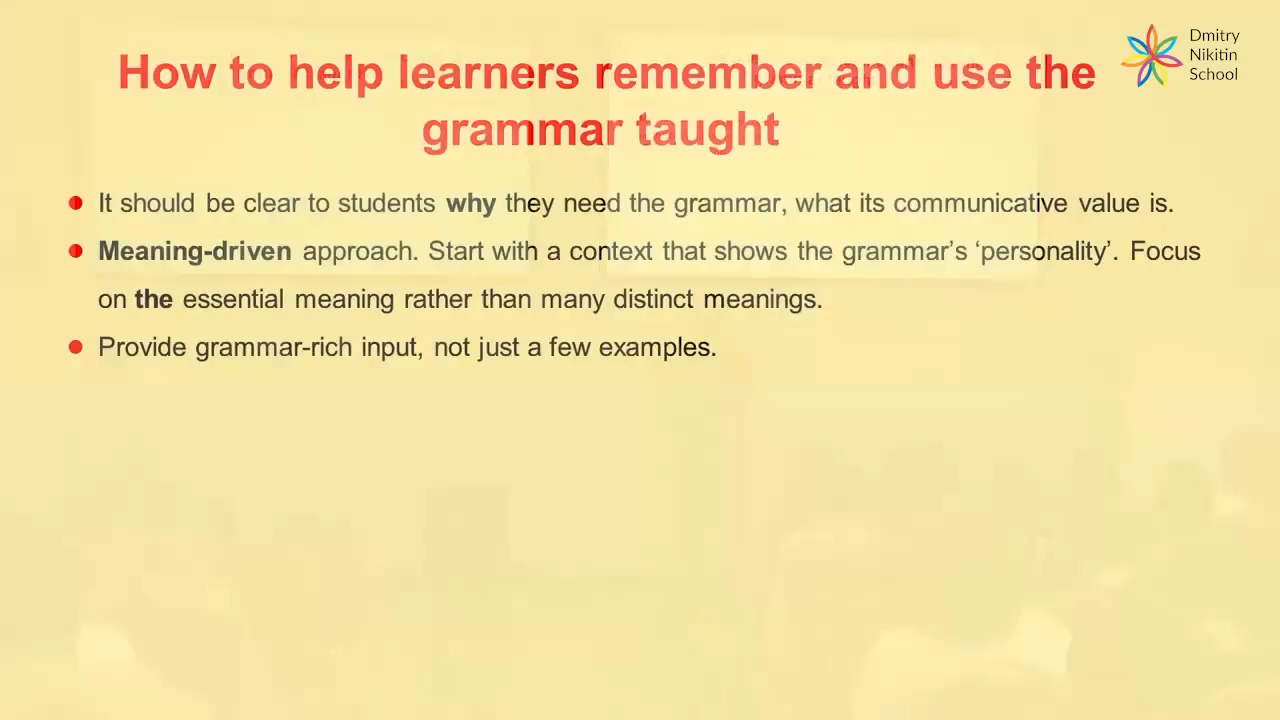 How to help learners remember and use the
grammar taught
Dmitry
Nikitin
School
It should be clear to students why they need the grammar, what its communicative value is.
Meaning-driven approach. Start with a context that shows the grammar's ‘personality’. Focus
on the essential meaning rather than many distinct meanings.
Provide grammar-rich input, not just a few examples.